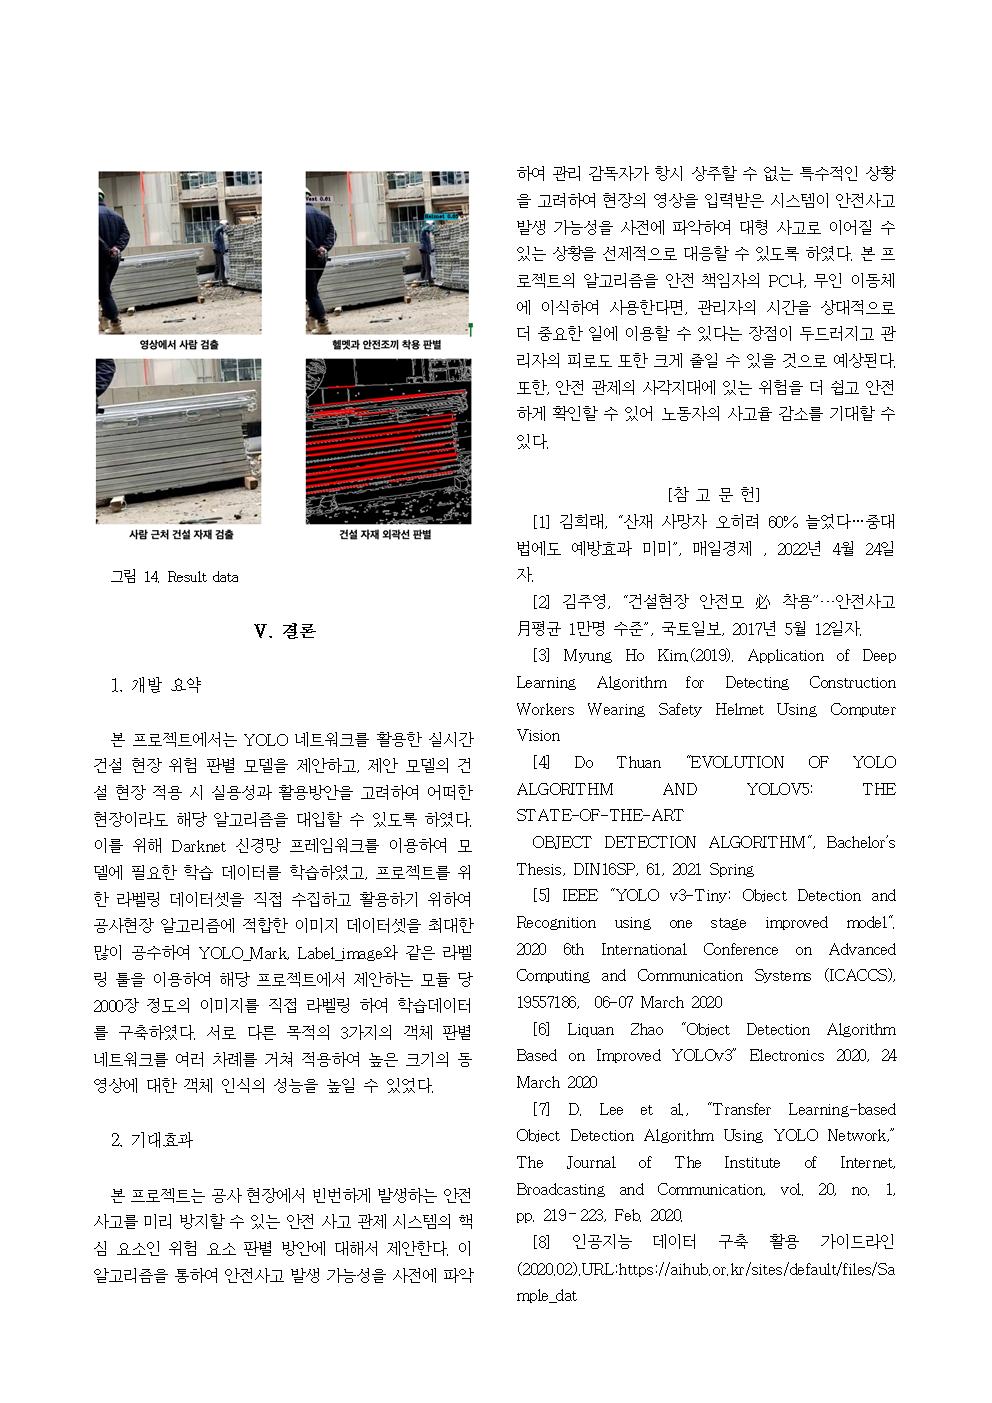 Vest 0.81
영상에서 사람 검출
헬멧과 안전조끼 착용 판별
사람 근처 건설 자재 검출
건설 자재 외곽선 판별
그림 14. Result data
Ⅴ. 결론
1. 개발 요약
본 프로젝트에서는 YOLO 네트워크를 활용한 실시간
건설 현장 위험 판별 모델을 제안하고, 제안 모델의 건
설 현장 적용 시 실용성과 활용방안을 고려하여 어떠한
현장이라도 해당 알고리즘을 대입할 수 있도록 하였다.
이를 위해 Darknet 신경망 프레임워크를 이용하여 모
델에 필요한 학습 데이터를 학습하였고, 프로젝트를 위
한 라벨링 데이터셋을 직접 수집하고 활용하기 위하여
공사현장 알고리즘에 적합한 이미지 데이터셋을 최대한
많이 공수하여 YOLO_Mark, Label_image와 같은 라벨
링 툴을 이용하여 해당 프로젝트에서 제안하는 모듈 당
2000장 정도의 이미지를 직접 라벨링 하여 학습데이터
를 구축하였다. 서로 다른 목적의 3가지의 객체 판별
네트워크를 여러 차례를 거쳐 적용하여 높은 크기의 동
영상에 대한 객체 인식의 성능을 높일 수 있었다.
2. 기대효과
본 프로젝트는 공사 현장에서 빈번하게 발생하는 안전
사고를 미리 방지할 수 있는 안전 사고 관제 시스템의 핵
심 요소인 위험 요소 판별 방안에 대해서 제안한다. 이
알고리즘을 통하여 안전사고 발생 가능성을 사전에 파악
하여 관리 감독자가 항시 상주할 수 없는 특수적인 상황
을 고려하여 현장의 영상을 입력받은 시스템이 안전사고
발생 가능성을 사전에 파악하여 대형 사고로 이어질 수
있는 상황을 선제적으로 대응할 수 있도록 하였다. 본 프
로젝트의 알고리즘을 안전 책임자의 PC나, 무인 이동체
에 이식하여 사용한다면, 관리자의 시간을 상대적으로
더 중요한 일에 이용할 수 있다는 장점이 두드러지고 관
리자의 피로도 또한 크게 줄일 수 있을 것으로 예상된다.
또한, 안전 관제의 사각지대에 있는 위험을 더 쉽고 안전
하게 확인할 수 있어 노동자의 사고율 감소를 기대할 수
있다.
[참 고 문 헌]
[1] 김희래, “산재 사망자 오히려 60% 늘었다…중대
법에도 예방효과 미미”, 매일경제 , 2022년 4월 24일
자.
[2] 김주영, “건설현장 안전모 必 착용”…안전사고
月평균 1만명 수준”, 국토일보, 2017년 5월 12일자.
[3] Myung Ho Kim.(2019). Application of Deep
Learning Algorithm for Detecting Construction
Workers Wearing Safety Helmet Using Computer
Vision
[4] Do Thuan “EVOLUTION OF YOLO
ALGORITHM AND YOLOV5: THE
STATE-OF-THE-ART
OBJECT DETECTION ALGORITHM“, Bachelor's
Thesis, DIN16SP, 61, 2021 Spring
[5] IEEE “YOLO v3-Tiny: Object Detection and
Recognition using one stage improved model“,
2020 6th International Conference on Advanced
Computing and Communication Systems (ICACCS),
19557186, 06-07 March 2020
[6] Liquan Zhao “Object Detection Algorithm
Based on Improved YOLOv3” Electronics 2020, 24
March 2020
[7] D. Lee et al., “Transfer Learning-based
Object Detection Algorithm Using YOLO Network,”
The Journal of The Institute of Internet,
Broadcasting and Communication, vol. 20, no. 1,
pp. 219–223, Feb. 2020.
[8] 인공지능 데이터 구축 활용 가이드라인
(2020.02).URL:https://aihub.or.kr/sites/default/files/Sa
mple_dat